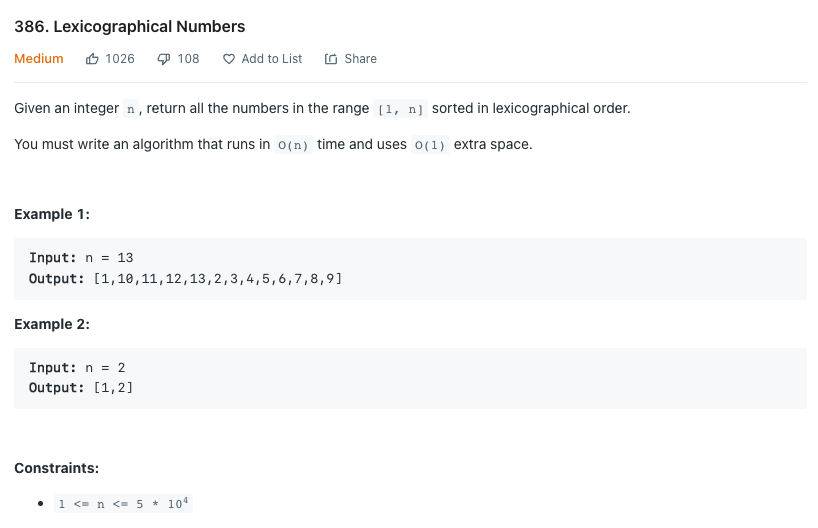 386. Lexicographical Numbers
Medium 1026 108 Add to List Share
Given an integer n, return all the numbers in the range [1, n] sorted in lexicographical order.
You must write an algorithm that runs in O(n) time and uses O(1) extra space.
Example 1:
Input: n = 13
Output: [1,10,11,12,13,2,3,4,5,6,7,8,9]
Example 2:
Input: n = 2
Output: [1,2]
Constraints:
• 1 <= n <= 5 * 10⁴